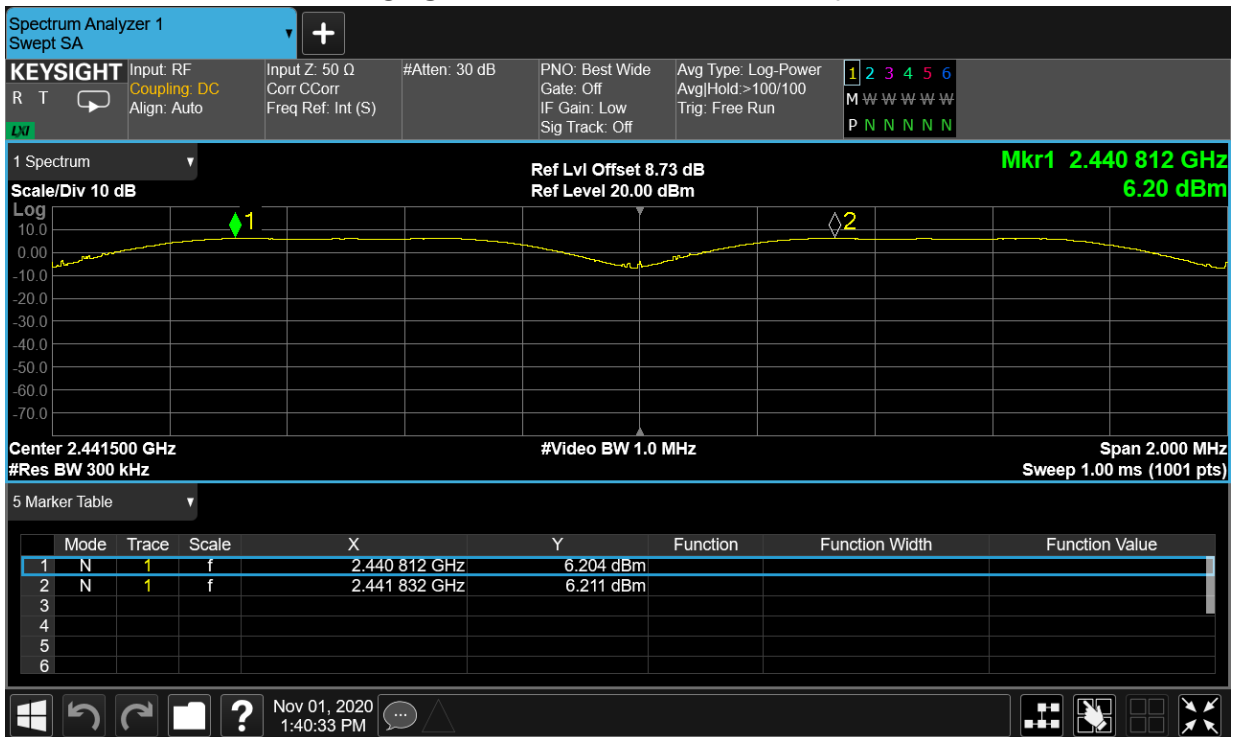 Spectrum Analyzer 1
Swept SA
+
KEYSIGHT
R T
LXI
Input: RF
Coupling: DC
Align: Auto
Input Z: 50 Ω
Corr CCorr
Freq Ref: Int (S)
#Atten: 30 dB
PNO: Best Wide
Gate: Off
IF Gain: Low
Sig Track: Off
Avg Type: Log-Power
Avg|Hold:>100/100
Trig: Free Run
1 2 3 4 5 6
M W W W W W
P N N N N N
1 Spectrum
Scale/Div 10 dB
Ref Lvl Offset 8.73 dB
Ref Level 20.00 dBm
Mkr1 2.440 812 GHz
6.20 dBm
Log
1
2
10.0
0.00
-10.0
-20.0
-30.0
-40.0
-50.0
-60.0
-70.0
Center 2.441500 GHz
#Video BW 1.0 MHz
Span 2.000 MHz
#Res BW 300 kHz
Sweep 1.00 ms (1001 pts)
5 Marker Table
Mode Trace Scale X Y Function Function Width Function Value
1 N 1 f 2.440 812 GHz 6.204 dBm
2 N 1 f 2.441 832 GHz 6.211 dBm
3
4
5
6
?
Nov 01, 2020
1:40:33 PM